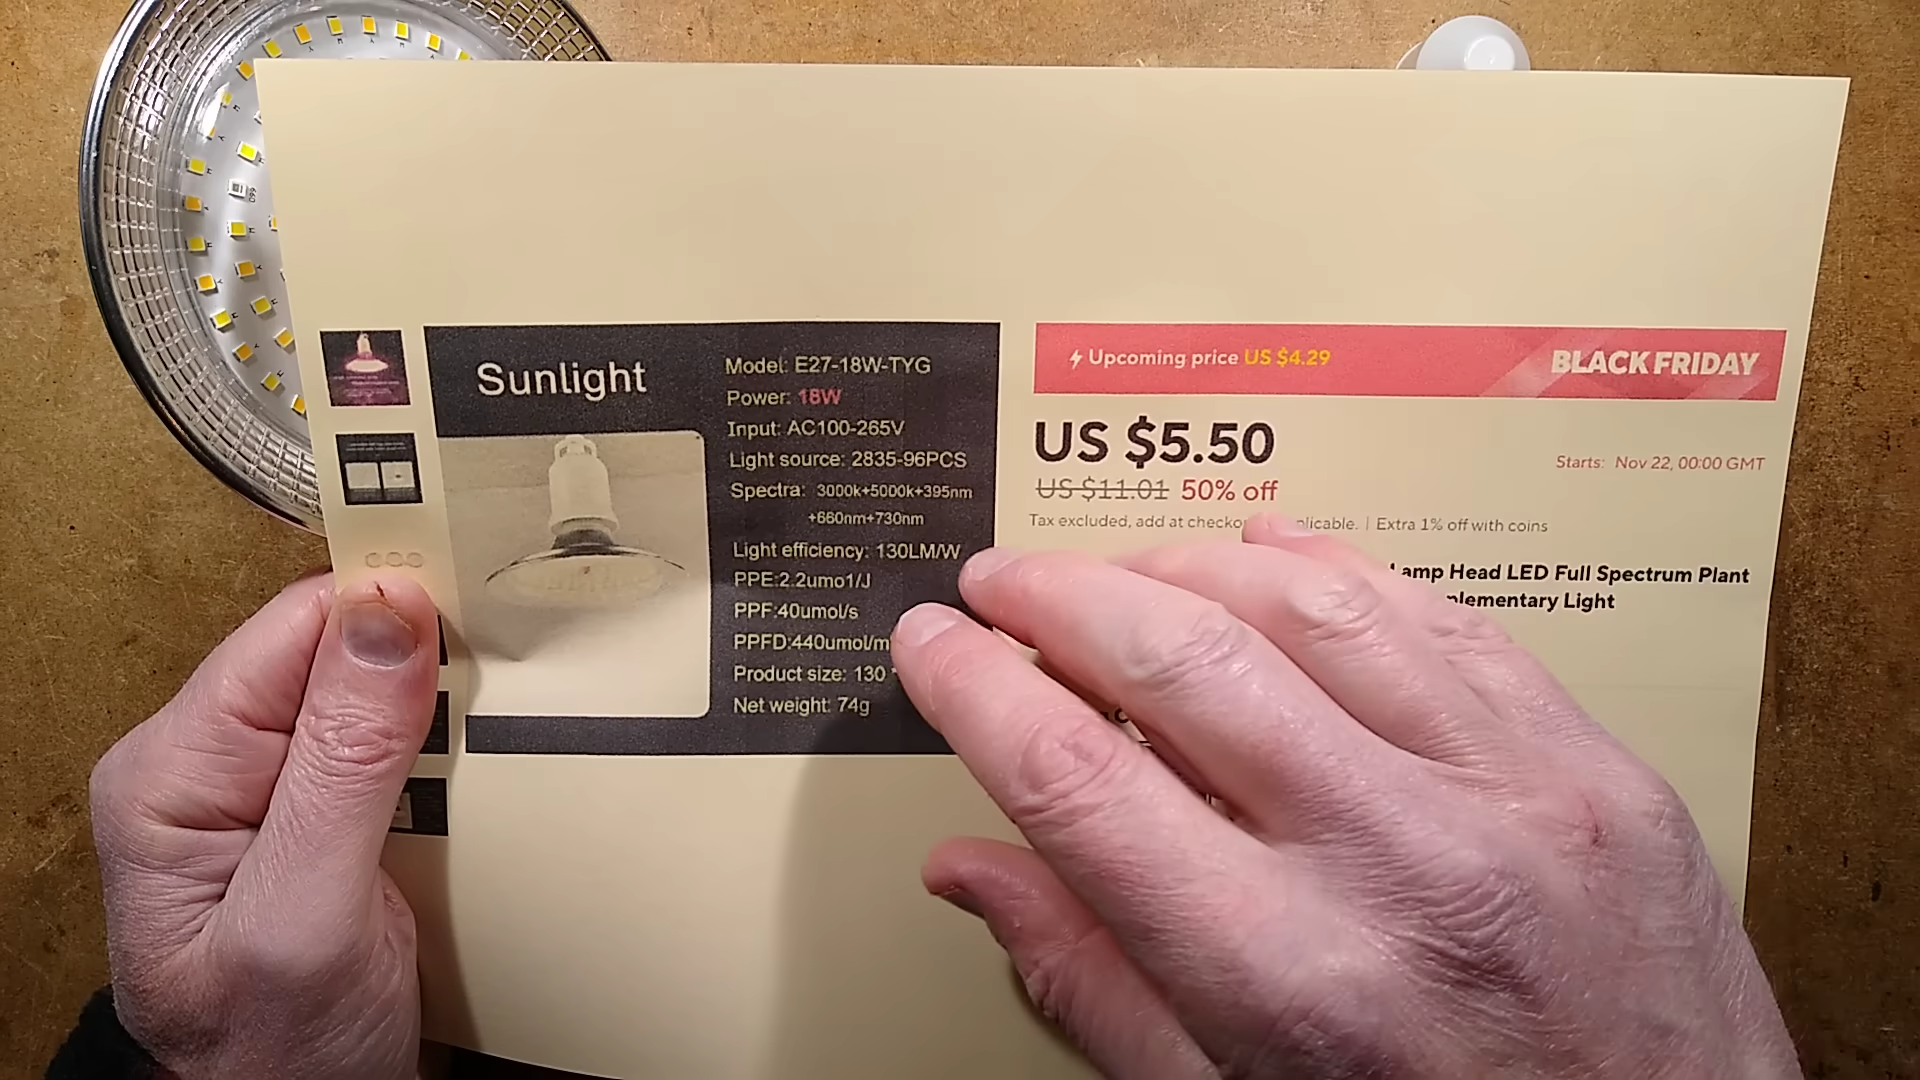 Sunlight
Model: E27-18W-TYG
Power: 18W
Input: AC100-265V
Light source: 2835-96PCS
Spectra: 3000k+5000k+395nm
+660nm+730nm
Light efficiency: 130LM/W
PPE:2.2umo1/J
PPF:40umol/s
PPFD:440umol/m
Product size: 130
Net weight: 74g
Upcoming price US $4.29
BLACK FRIDAY
US $5.50
Starts: Nov 22, 00:00 GMT
US $11.01 50% off
Tax excluded, add at checko plicable. | Extra 1% off with coins
Lamp Head LED Full Spectrum Plant
plementary Light